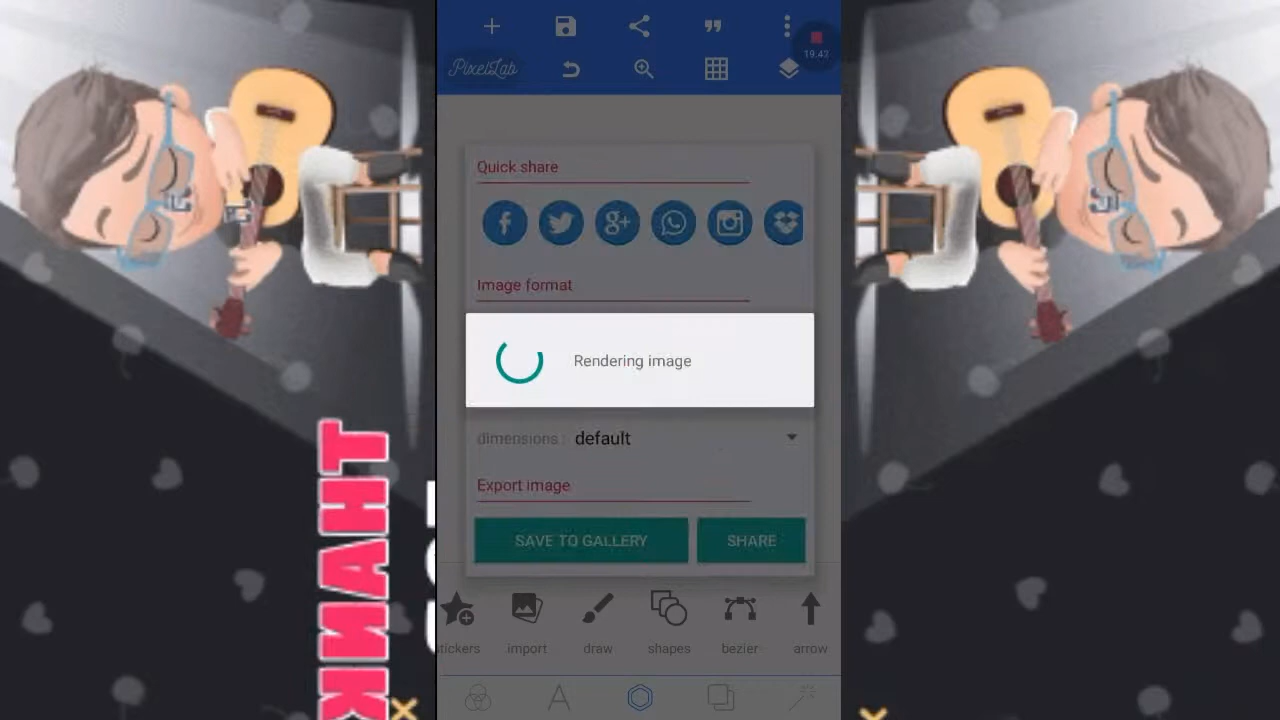 PixelLab
19:42
Quick share
Image format
Rendering image
dimensions : default
Export image
SAVE TO GALLERY
SHARE
stickers
import
draw
shapes
bezier
arrow